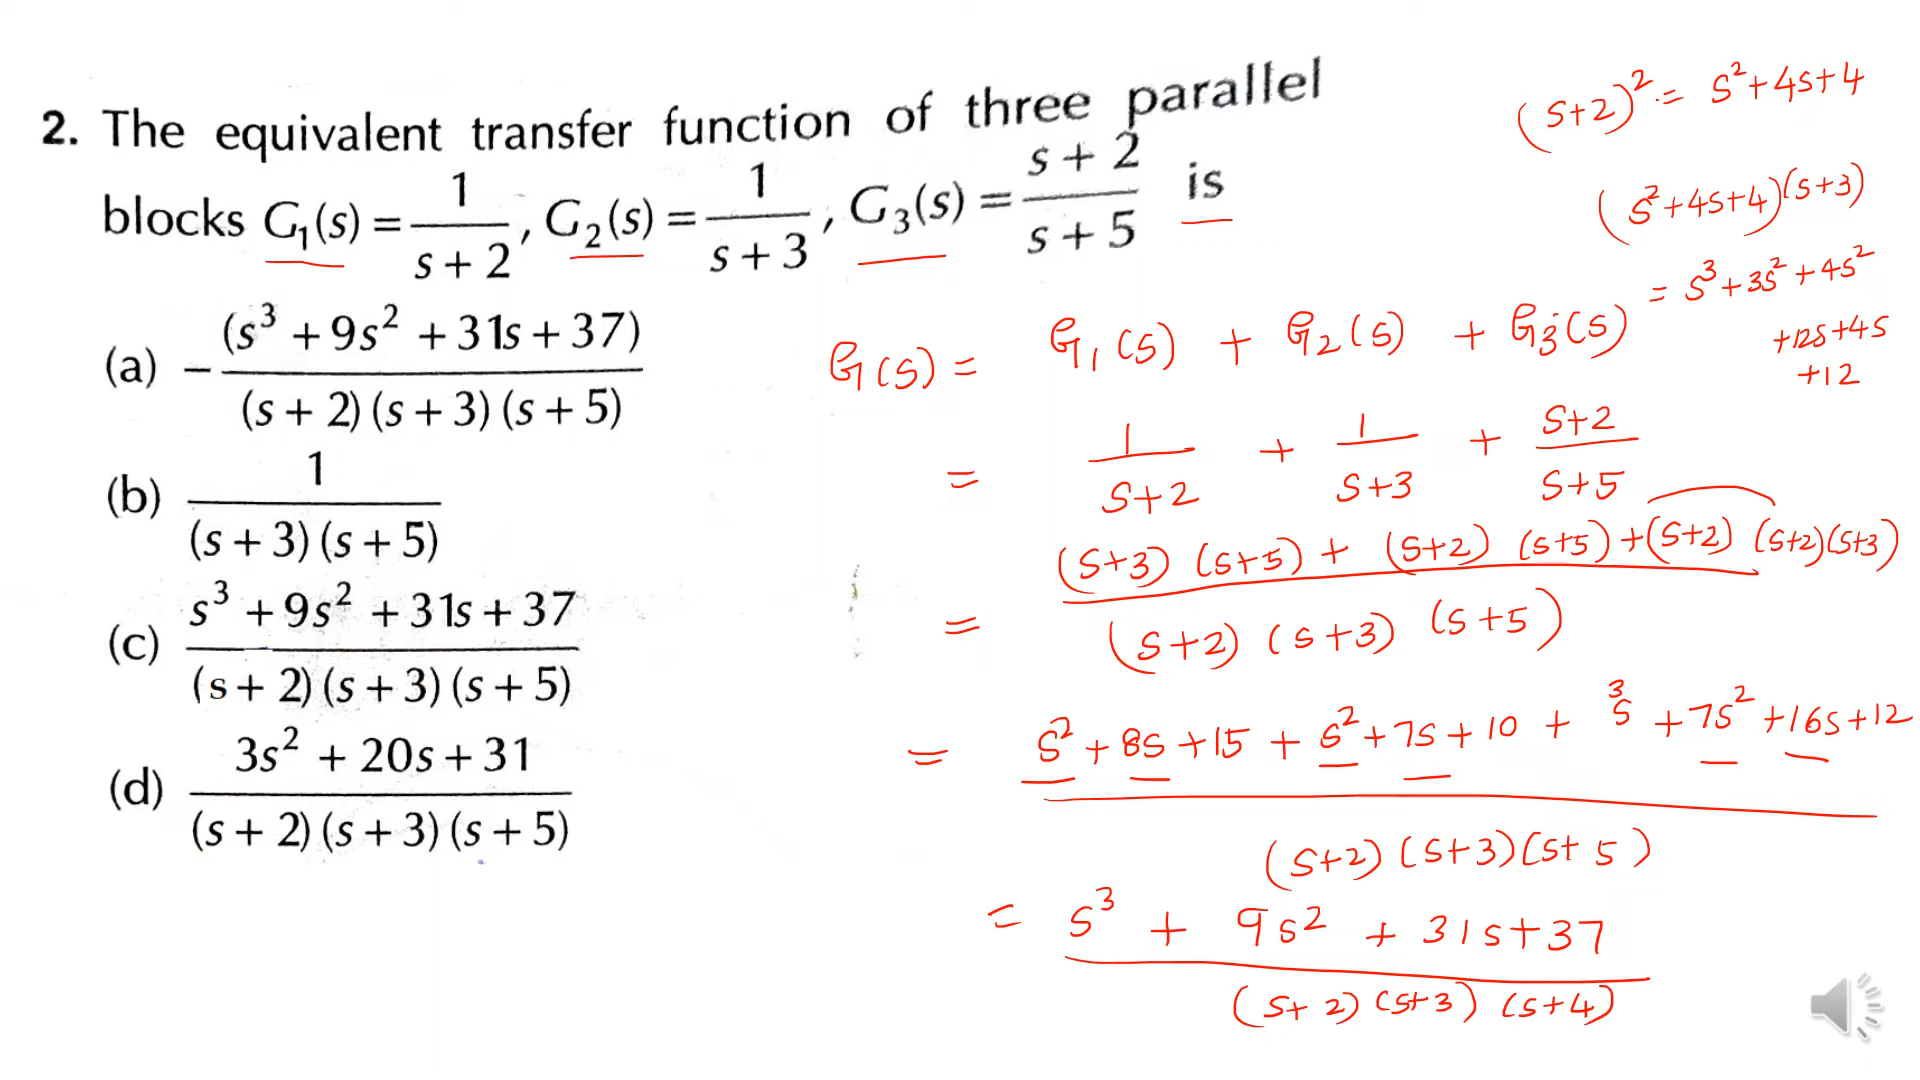 2. The equivalent transfer function of three parallel
blocks G₁(s) = 1/(s + 2), G₂(s) = 1/(s + 3), G₃(s) = (s + 2)/(s + 5) is
(a) − (s³ + 9s² + 31s + 37)/((s + 2)(s + 3)(s + 5))
(b) 1/((s + 3)(s + 5))
(c) (s³ + 9s² + 31s + 37)/((s + 2)(s + 3)(s + 5))
(d) (3s² + 20s + 31)/((s + 2)(s + 3)(s + 5))
(s+2)² = s²+4s+4
(s²+4s+4)(s+3)
= s³+3s²+4s²
+12s+4s
+12
G(s) = G₁(s) + G₂(s) + G₃(s)
= 1/(s+2) + 1/(s+3) + (s+2)/(s+5)
= ((s+3)(s+5) + (s+2)(s+5) + (s+2)(s+2)(s+3))/((s+2)(s+3)(s+5))
= (s²+8s+15 + s²+7s+10 + s³+7s²+16s+12)/((s+2)(s+3)(s+5))
= (s³ + 9s² + 31s+37)/((s+2)(s+3)(s+4))